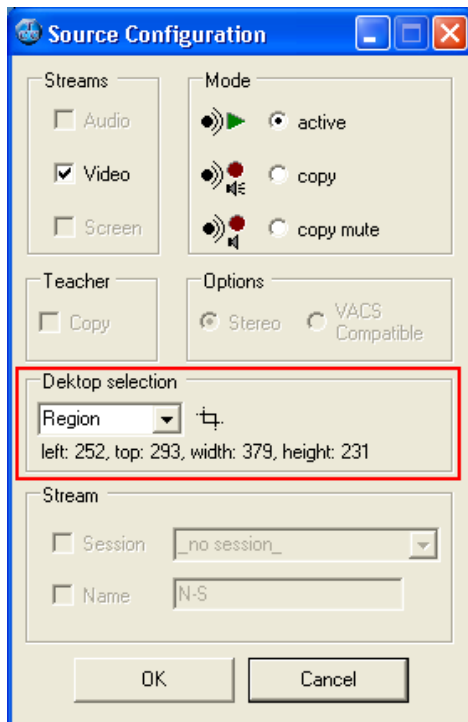 Source Configuration
Streams
Audio
Video
Screen
Mode
active
copy
copy mute
Teacher
Copy
Options
Stereo
VACS
Compatible
Dektop selection
Region
left: 252, top: 293, width: 379, height: 231
Stream
Session
_no session_
Name
N-S
OK
Cancel